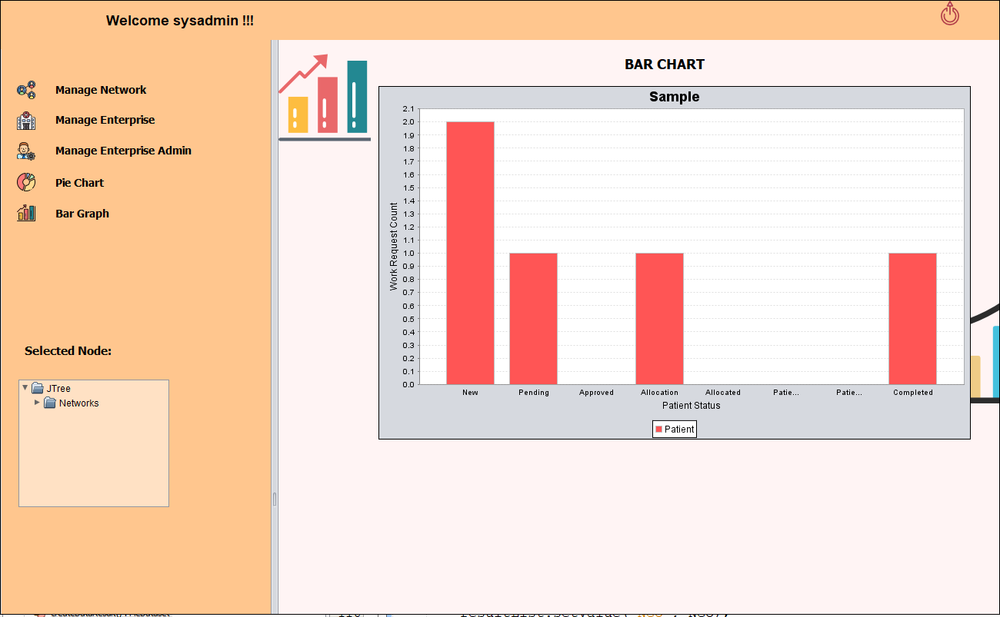 Welcome sysadmin !!!
Manage Network
Manage Enterprise
Manage Enterprise Admin
Pie Chart
Bar Graph
Selected Node:
JTree
Networks
BAR CHART
Sample
Work Request Count
2.1
2.0
1.9
1.8
1.7
1.6
1.5
1.4
1.3
1.2
1.1
1.0
0.9
0.8
0.7
0.6
0.5
0.4
0.3
0.2
0.1
0.0
New Pending Approved Allocation Allocated Patie... Patie... Completed
Patient Status
Patient